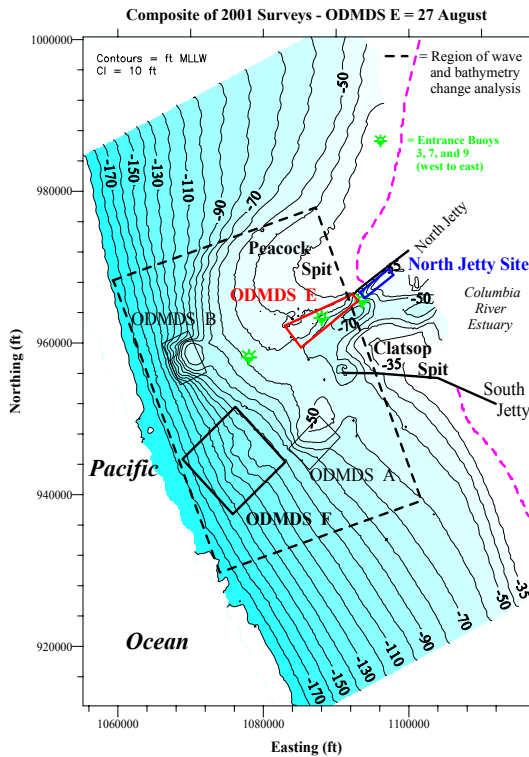 Composite of 2001 Surveys - ODMDS E = 27 August
Contours = ft MLLW
CI = 10 ft
= Region of wave
and bathymetry
change analysis
= Entrance Buoys
3, 7, and 9
(west to east)
1000000
980000
960000
940000
920000
Northing (ft)
-170
-150
-130
-110
-90
-70
-50
Peacock
Spit
North Jetty
North Jetty Site
ODMDS E
-50
Columbia
River
Estuary
ODMDS B
-70
Clatsop
-35
Spit
South
Jetty
-50
Pacific
ODMDS A
ODMDS F
Ocean
-170
-150
-130
-110
-90
-70
-50
-35
1060000
1080000
1100000
Easting (ft)